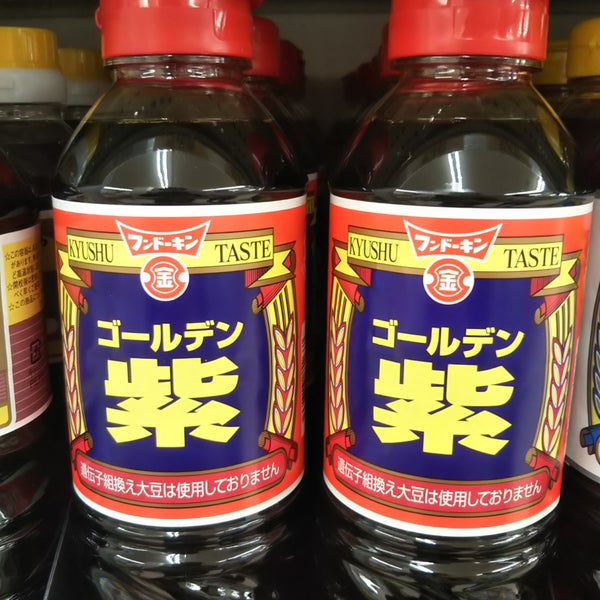 フンドーキン
KYUSHU TASTE
金
ゴールデン
紫
遺伝子組換え大豆は使用しておりません
フンドーキン
KYUSHU TASTE
金
ゴールデン
紫
遺伝子組換え大豆は使用しておりません